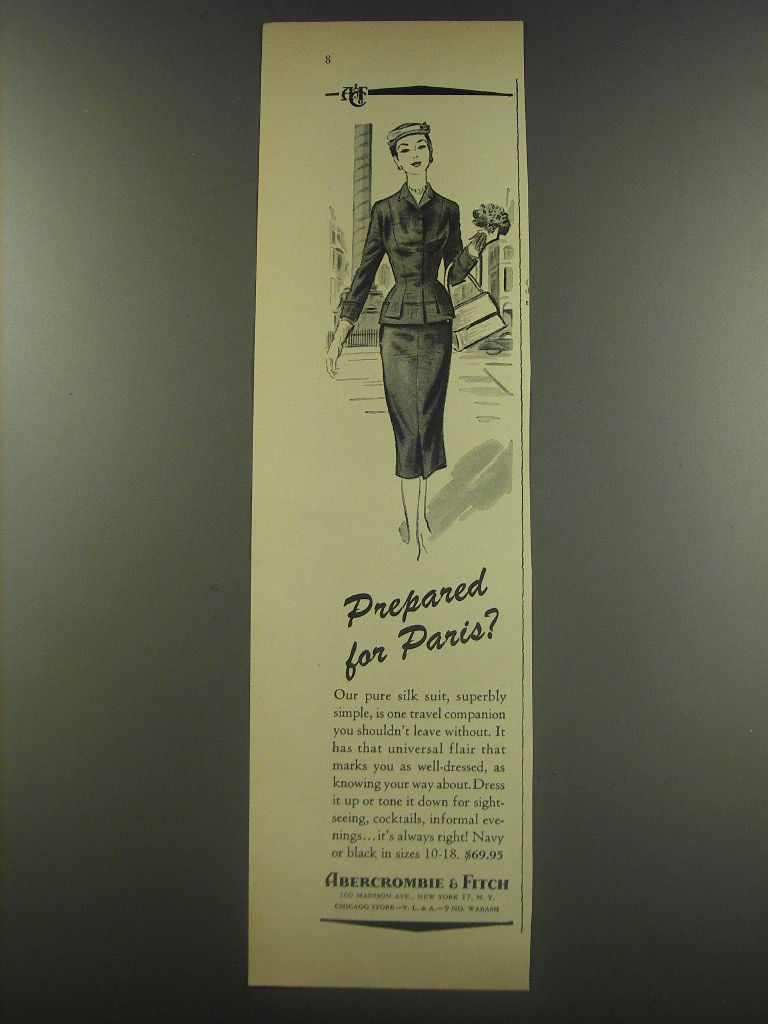 8
A&F Co
Prepared
for Paris?
Our pure silk suit, superbly
simple, is one travel companion
you shouldn't leave without. It
has that universal flair that
marks you as well-dressed, as
knowing your way about. Dress
it up or tone it down for sight-
seeing, cocktails, informal eve-
nings...it's always right! Navy
or black in sizes 10-18. $69.95
ABERCROMBIE & FITCH
360 MADISON AVE., NEW YORK 17, N. Y.
CHICAGO STORE—V. L. & A.—9 NO. WABASH